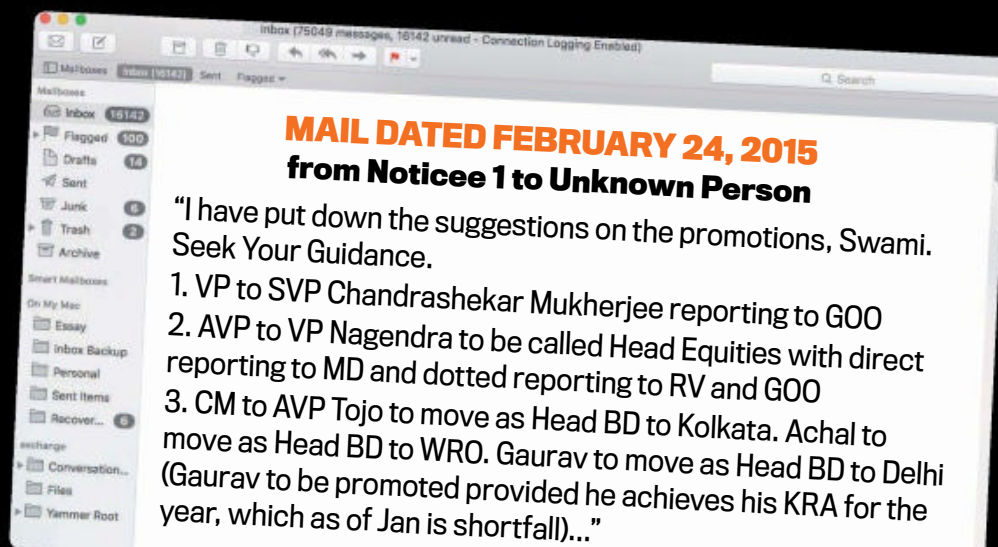 Inbox (75049 messages, 16142 unread - Connection Logging Enabled)
Mailboxes Inbox (16142) Sent Flagged
Search
Mailboxes
Inbox 16142
Flagged 100
Drafts 14
Sent
Junk 6
Trash 2
Archive
Smart Mailboxes
On My Mac
Essay
Inbox Backup
Personal
Sent Items
Recover... 6
exchange
Conversation...
Files
Yammer Root
MAIL DATED FEBRUARY 24, 2015
from Noticee 1 to Unknown Person
“I have put down the suggestions on the promotions, Swami.
Seek Your Guidance.
1. VP to SVP Chandrashekar Mukherjee reporting to GOO
2. AVP to VP Nagendra to be called Head Equities with direct
reporting to MD and dotted reporting to RV and GOO
3. CM to AVP Tojo to move as Head BD to Kolkata. Achal to
move as Head BD to WRO. Gaurav to move as Head BD to Delhi
(Gaurav to be promoted provided he achieves his KRA for the
year, which as of Jan is shortfall)...”